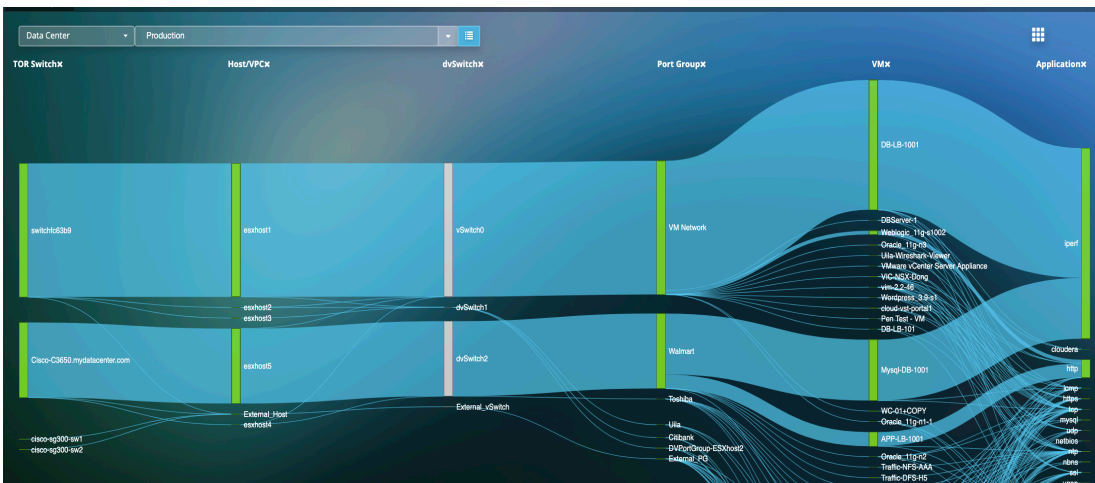 Data Center
Production
TOR Switch×
Host/VPC×
dvSwitch×
Port Group×
VM×
Application×
switchfc63b9
Cisco-C3650.mydatacenter.com
cisco-sg300-sw1
cisco-sg300-sw2
esxhost1
esxhost2
esxhost3
esxhost5
External_Host
esxhost4
vSwitch0
dvSwitch1
dvSwitch2
External_vSwitch
VM Network
Walmart
Toshiba
Uila
Citibank
DVPortGroup-ESXhost2
External_PG
DB-LB-1001
DBServer-1
Weblogic_11g-s1002
Oracle_11g-n3
Uila-Wireshark-Viewer
VMware vCenter Server Appliance
VIC-NSX-Dong
vim-2.2-46
Wordpress_3.9-s1
cloud-vst-portal1
Pen Test - VM
DB-LB-101
Mysql-DB-1001
WC-01+COPY
Oracle_11g-n1-1
APP-LB-1001
Oracle_11g-n2
Traffic-NFS-AAA
Traffic-DFS-H5
iperf
cloudera
http
icmp
https
tcp
mysql
udp
netbios
ntp
nbns
ssl